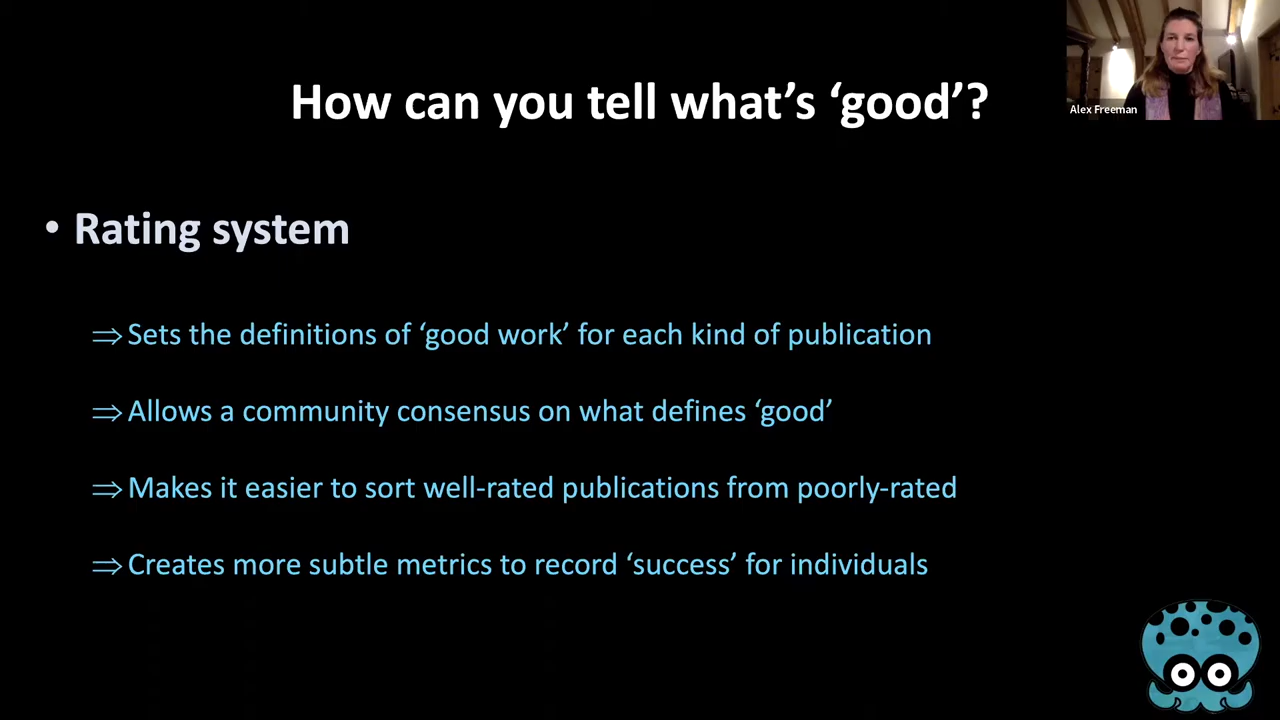 How can you tell what's ‘good’?
Alex Freeman
• Rating system
⇒ Sets the definitions of ‘good work’ for each kind of publication
⇒ Allows a community consensus on what defines ‘good’
⇒ Makes it easier to sort well-rated publications from poorly-rated
⇒ Creates more subtle metrics to record ‘success’ for individuals